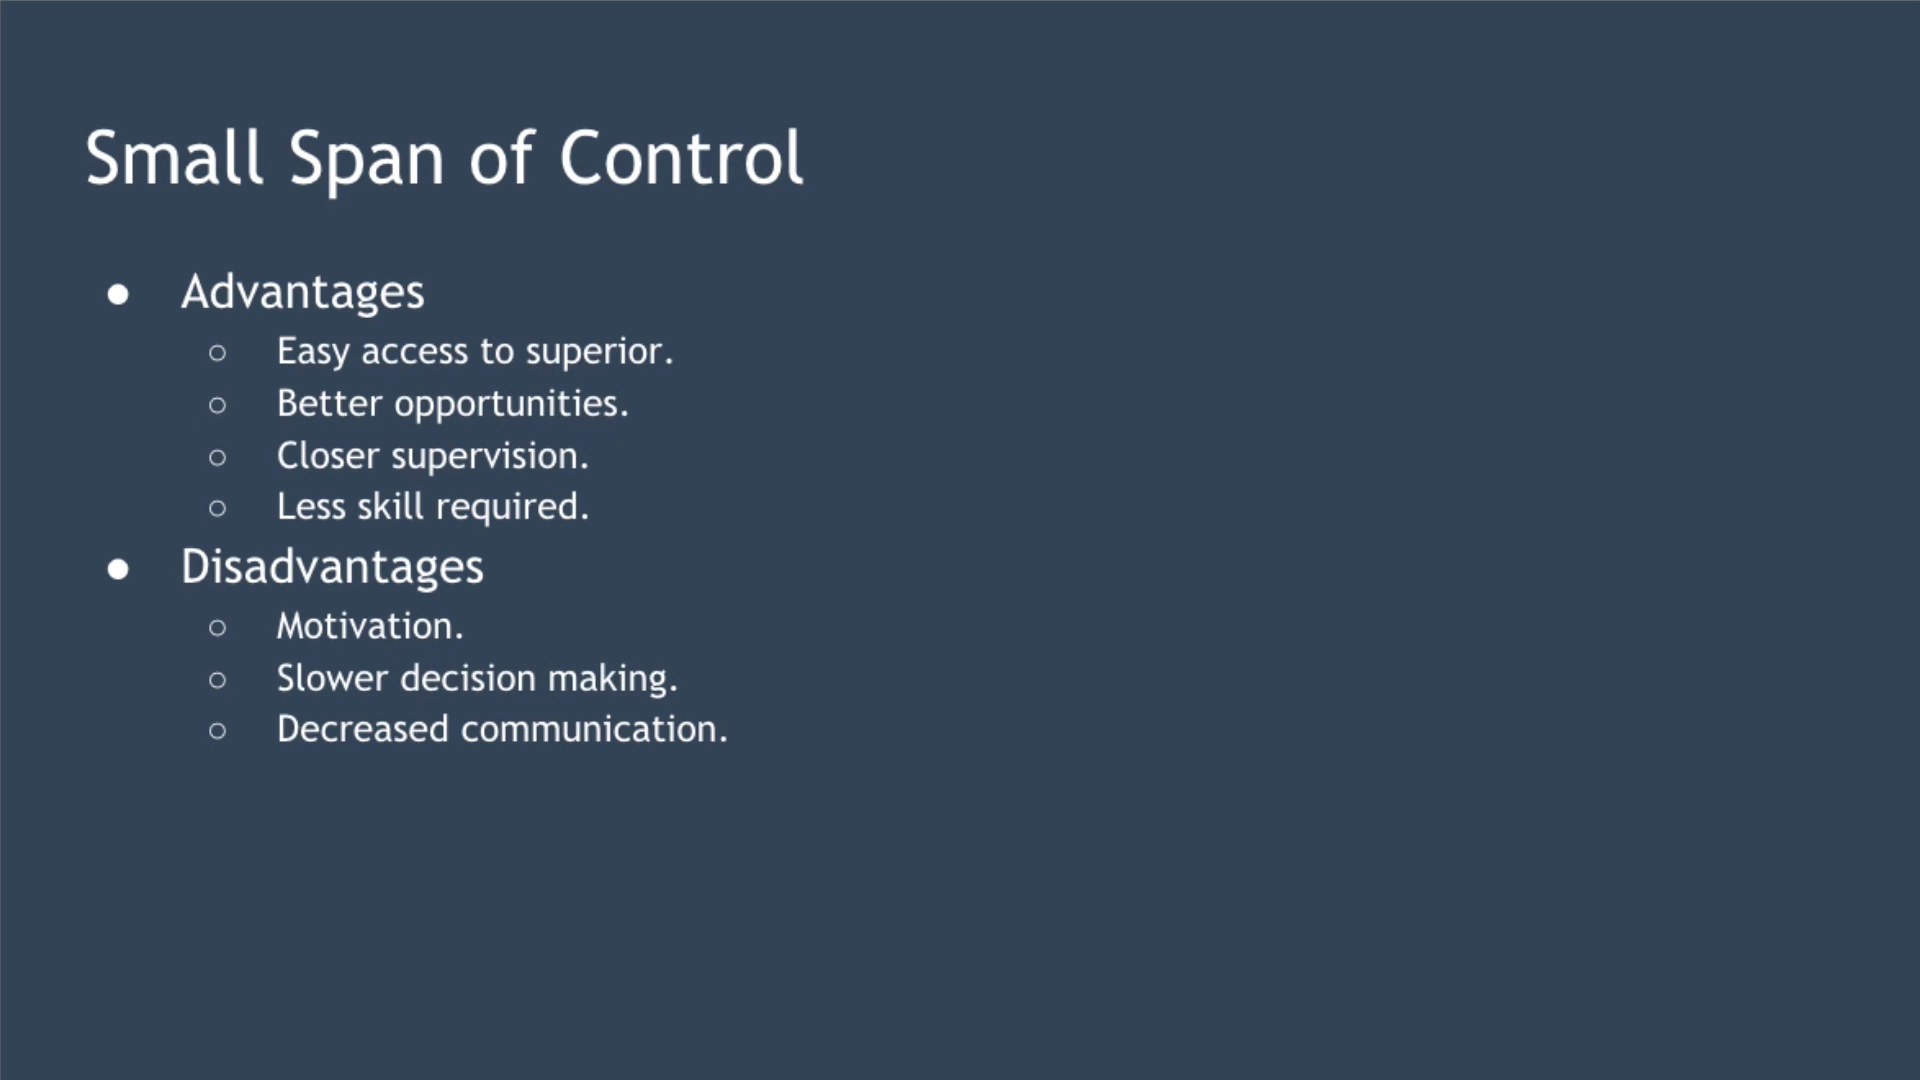 Small Span of Control
● Advantages
○ Easy access to superior.
○ Better opportunities.
○ Closer supervision.
○ Less skill required.
● Disadvantages
○ Motivation.
○ Slower decision making.
○ Decreased communication.